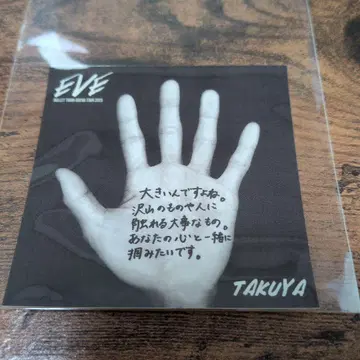 EVE
大きいんですよね。
沢山のものや人に
触れる大事なもの。
あなたの心と一緒に
掴みたいです。
TAKUYA